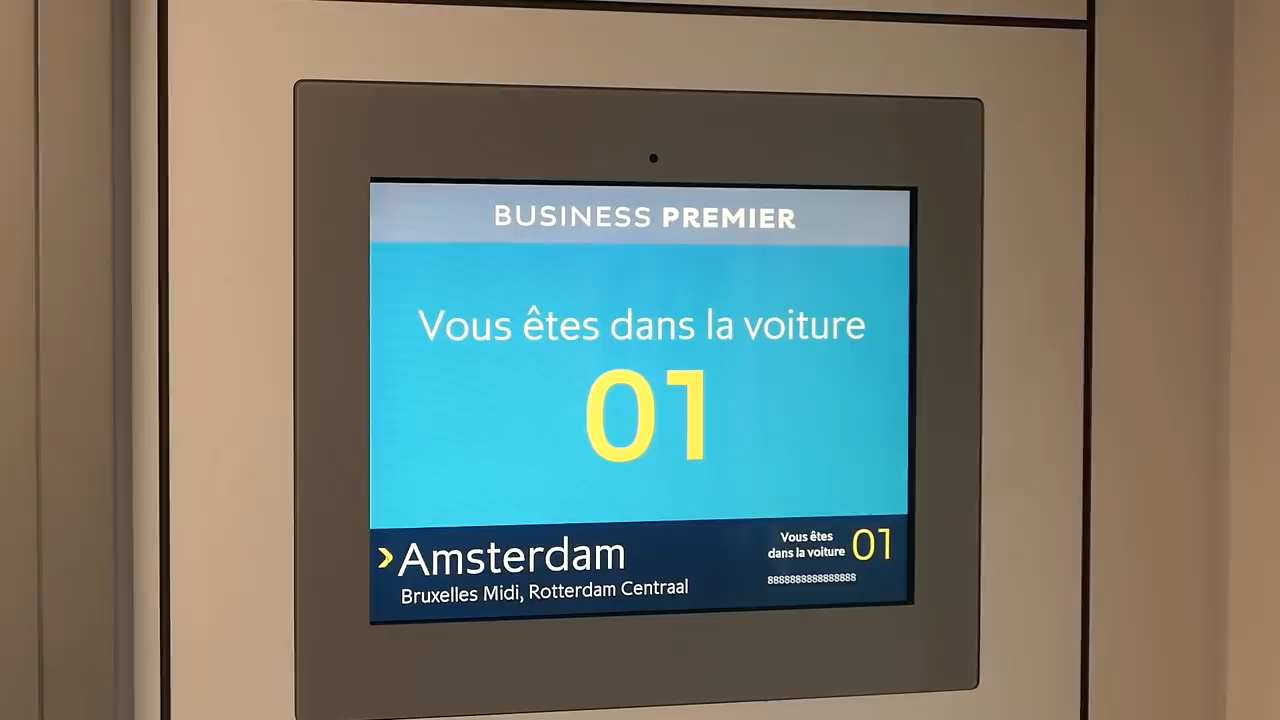 BUSINESS PREMIER
Vous êtes dans la voiture
01
Amsterdam
Bruxelles Midi, Rotterdam Centraal
Vous êtes
dans la voiture 01
8888888888888888